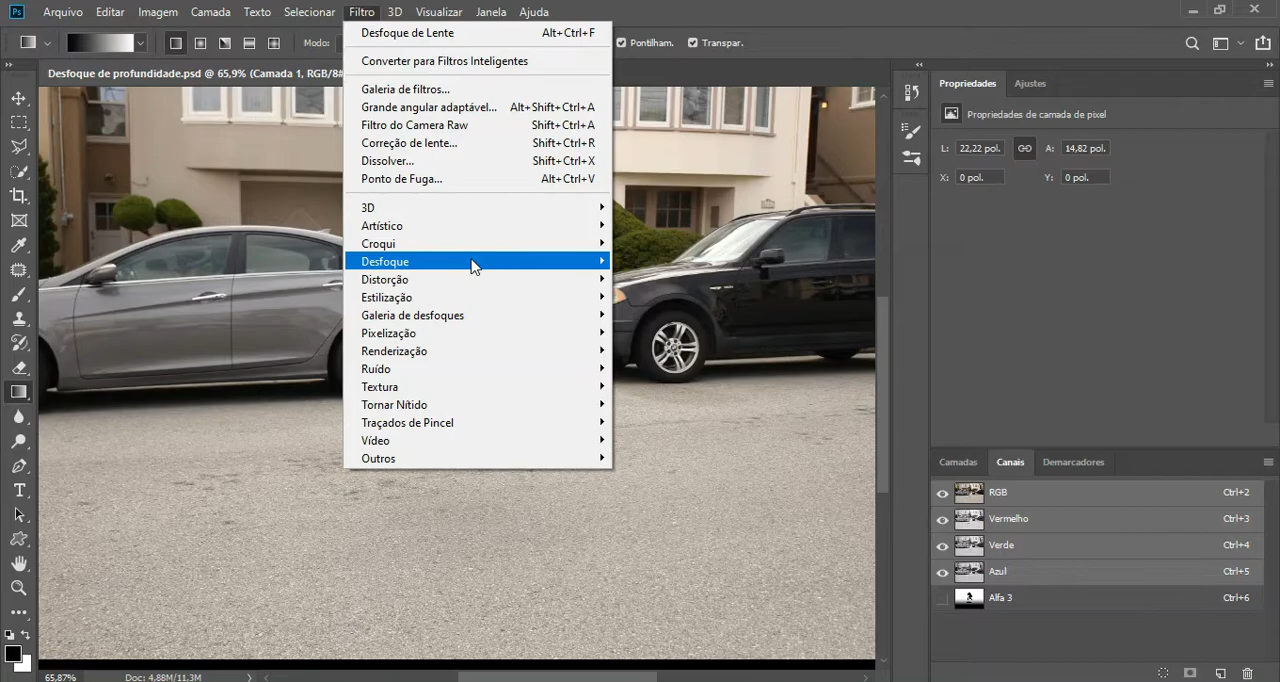 Ps Arquivo Editar Imagem Camada Texto Selecionar Filtro 3D Visualizar Janela Ajuda
Modo: Pontilham. Transpar.
Desfoque de profundidade.psd @ 65,9% (Camada 1, RGB/8#
Desfoque de Lente Alt+Ctrl+F
Converter para Filtros Inteligentes
Galeria de filtros...
Grande angular adaptável... Alt+Shift+Ctrl+A
Filtro do Camera Raw Shift+Ctrl+A
Correção de lente... Shift+Ctrl+R
Dissolver... Shift+Ctrl+X
Ponto de Fuga... Alt+Ctrl+V
3D
Artístico
Croqui
Desfoque
Distorção
Estilização
Galeria de desfoques
Pixelização
Renderização
Ruído
Textura
Tornar Nítido
Traçados de Pincel
Vídeo
Outros
Propriedades Ajustes
Propriedades de camada de pixel
L: 22,22 pol. A: 14,82 pol.
X: 0 pol. Y: 0 pol.
Camadas Canais Demarcadores
RGB Ctrl+2
Vermelho Ctrl+3
Verde Ctrl+4
Azul Ctrl+5
Alfa 3 Ctrl+6
65,87% Doc: 4,88M/11,3M